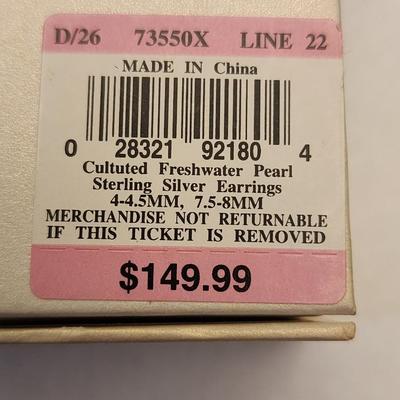 D/26 73550X LINE 22
MADE IN China
0 28321 92180 4
Cultuted Freshwater Pearl
Sterling Silver Earrings
4-4.5MM, 7.5-8MM
MERCHANDISE NOT RETURNABLE
IF THIS TICKET IS REMOVED
$149.99